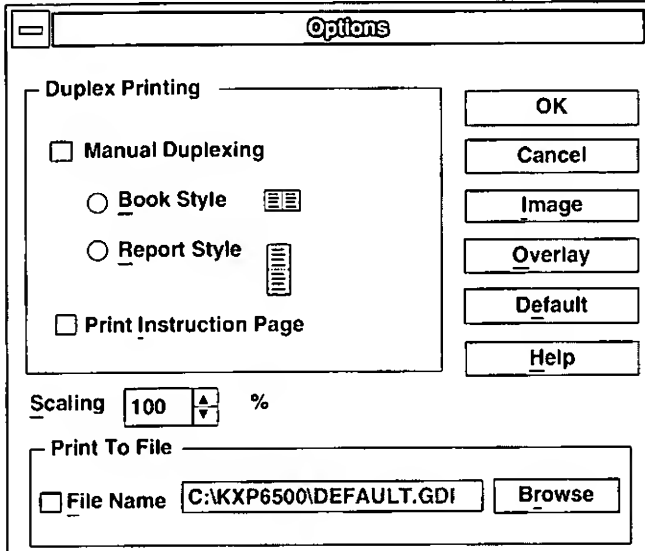 Options
Duplex Printing
Manual Duplexing
Book Style
Report Style
Print Instruction Page
OK
Cancel
Image
Overlay
Default
Help
Scaling 100 %
Print To File
File Name C:\KXP6500\DEFAULT.GDI Browse